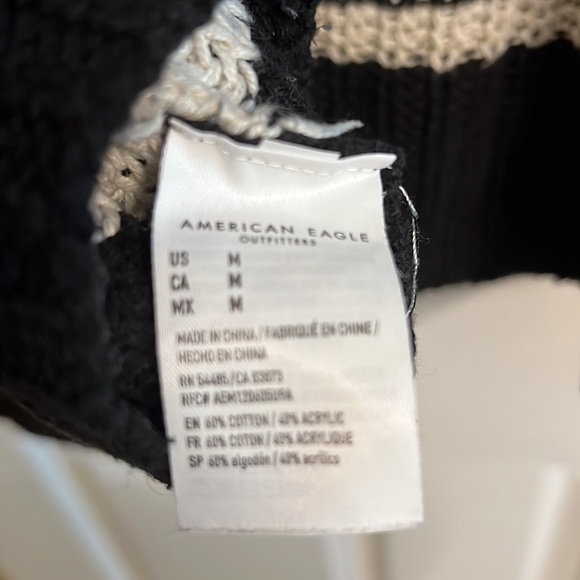 AMERICAN EAGLE
OUTFITTERS
US M
CA M
MX M
MADE IN CHINA / FABRIQUÉ EN CHINE /
HECHO EN CHINA
RN 54485 / CA 03873
RFC#
EN 60% COTTON / 40% ACRYLIC
FR 60% COTON / 40% ACRYLIQUE
SP 60% algodón / 40% acrílico